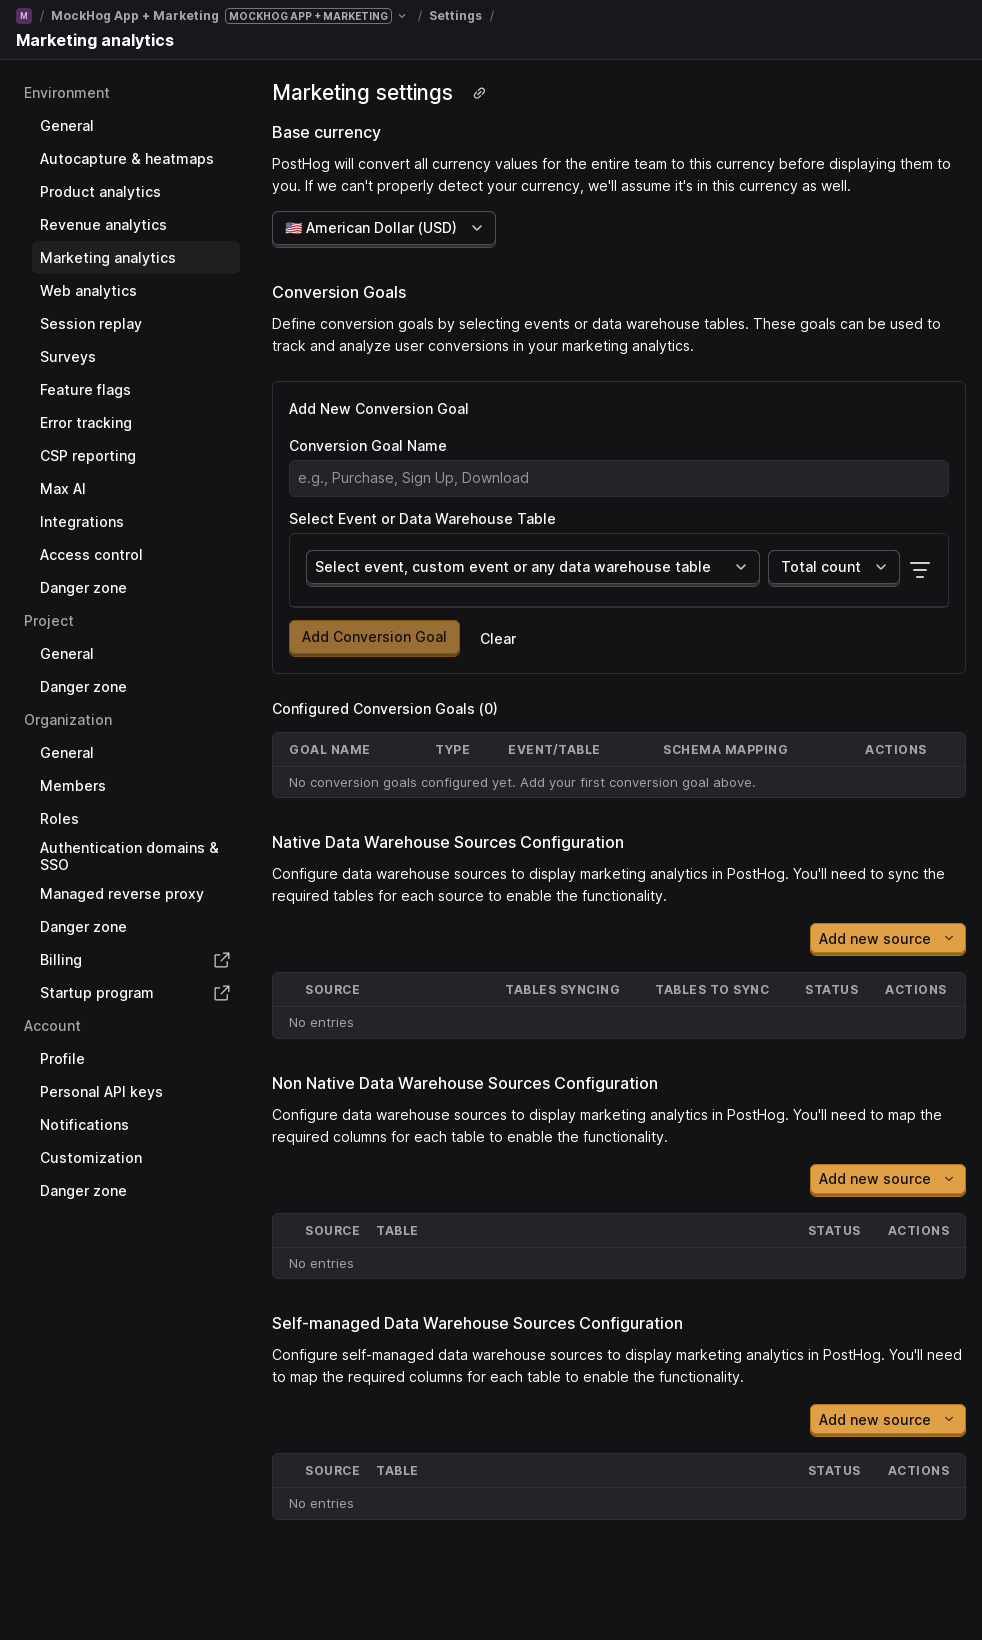 M / MockHog App + Marketing MOCKHOG APP + MARKETING / Settings /
Marketing analytics
Environment
General
Autocapture & heatmaps
Product analytics
Revenue analytics
Marketing analytics
Web analytics
Session replay
Surveys
Feature flags
Error tracking
CSP reporting
Max AI
Integrations
Access control
Danger zone
Project
General
Danger zone
Organization
General
Members
Roles
Authentication domains &
SSO
Managed reverse proxy
Danger zone
Billing
Startup program
Account
Profile
Personal API keys
Notifications
Customization
Danger zone
Marketing settings
Base currency
PostHog will convert all currency values for the entire team to this currency before displaying them to
you. If we can't properly detect your currency, we'll assume it's in this currency as well.
🇺🇸 American Dollar (USD)
Conversion Goals
Define conversion goals by selecting events or data warehouse tables. These goals can be used to
track and analyze user conversions in your marketing analytics.
Add New Conversion Goal
Conversion Goal Name
e.g., Purchase, Sign Up, Download
Select Event or Data Warehouse Table
Select event, custom event or any data warehouse table Total count
Add Conversion Goal Clear
Configured Conversion Goals (0)
GOAL NAME TYPE EVENT/TABLE SCHEMA MAPPING ACTIONS
No conversion goals configured yet. Add your first conversion goal above.
Native Data Warehouse Sources Configuration
Configure data warehouse sources to display marketing analytics in PostHog. You'll need to sync the
required tables for each source to enable the functionality.
Add new source
SOURCE TABLES SYNCING TABLES TO SYNC STATUS ACTIONS
No entries
Non Native Data Warehouse Sources Configuration
Configure data warehouse sources to display marketing analytics in PostHog. You'll need to map the
required columns for each table to enable the functionality.
Add new source
SOURCE TABLE STATUS ACTIONS
No entries
Self-managed Data Warehouse Sources Configuration
Configure self-managed data warehouse sources to display marketing analytics in PostHog. You'll need
to map the required columns for each table to enable the functionality.
Add new source
SOURCE TABLE STATUS ACTIONS
No entries